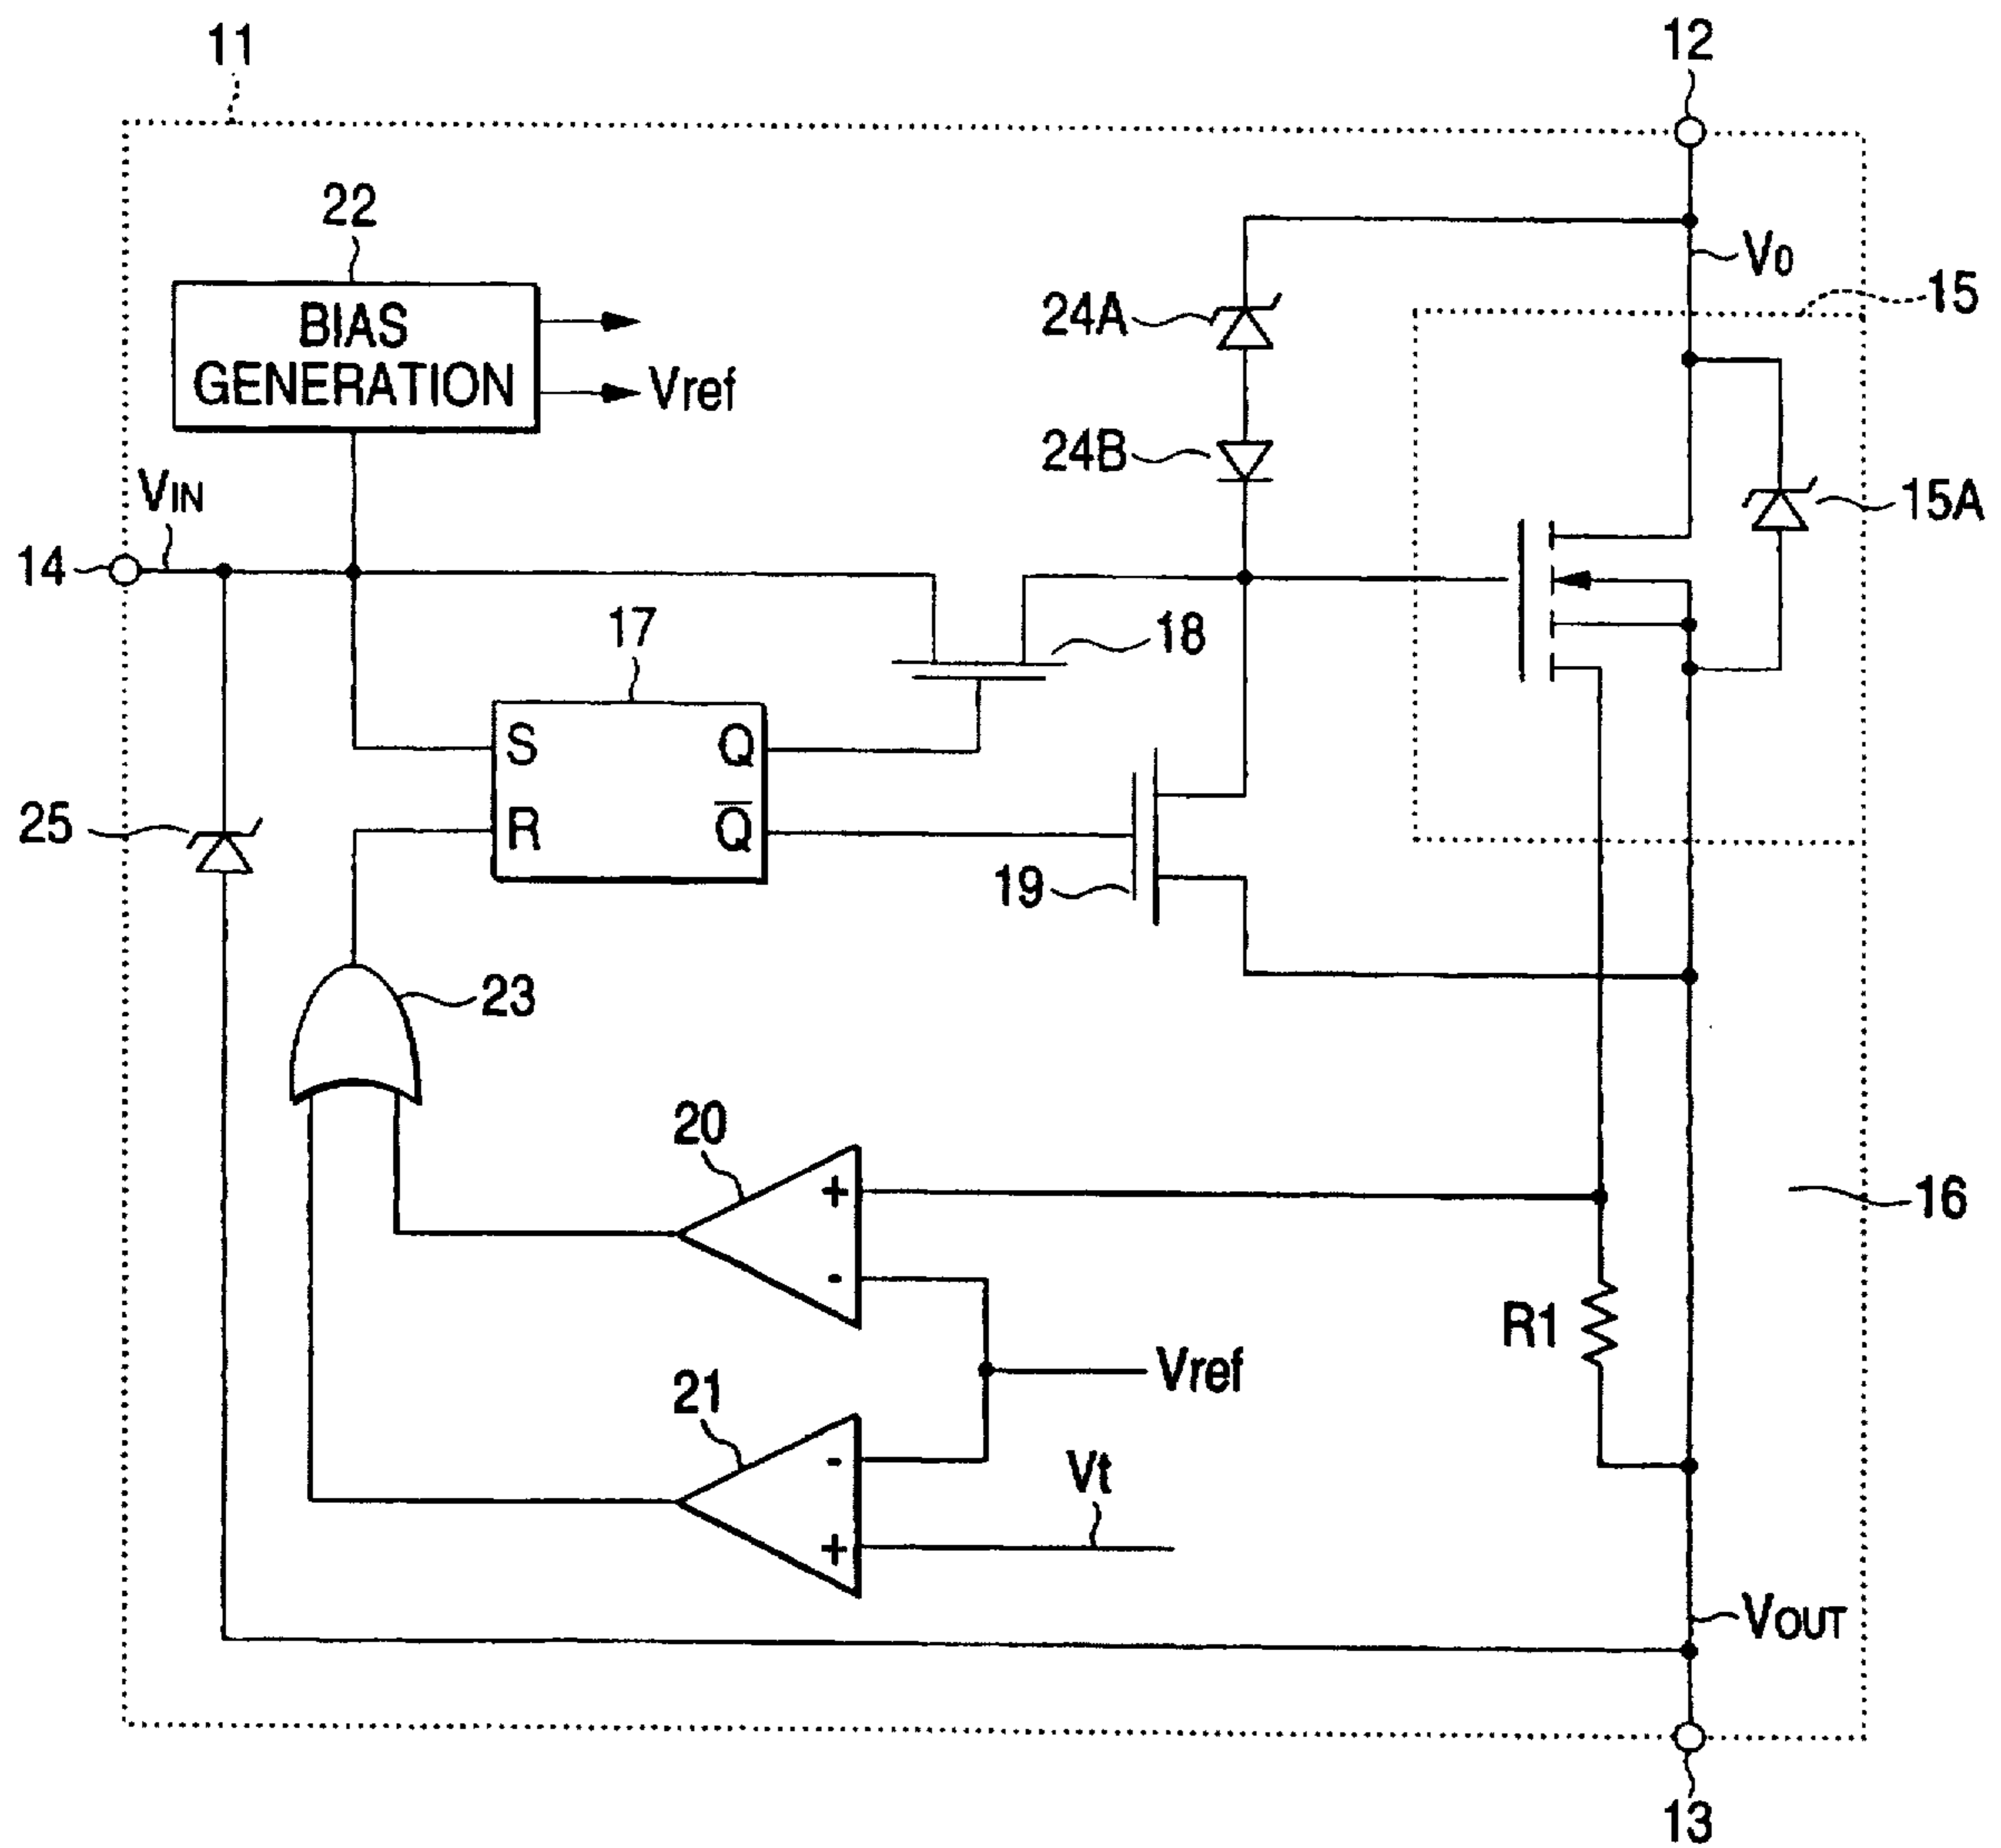 11
12
22
BIAS
GENERATION
Vref
V0
15
24A
24B
15A
VIN
14
17
18
S
Q
R
Q̅
25
19
23
20
+
-
16
R1
Vref
21
-
+
Vt
VOUT
13